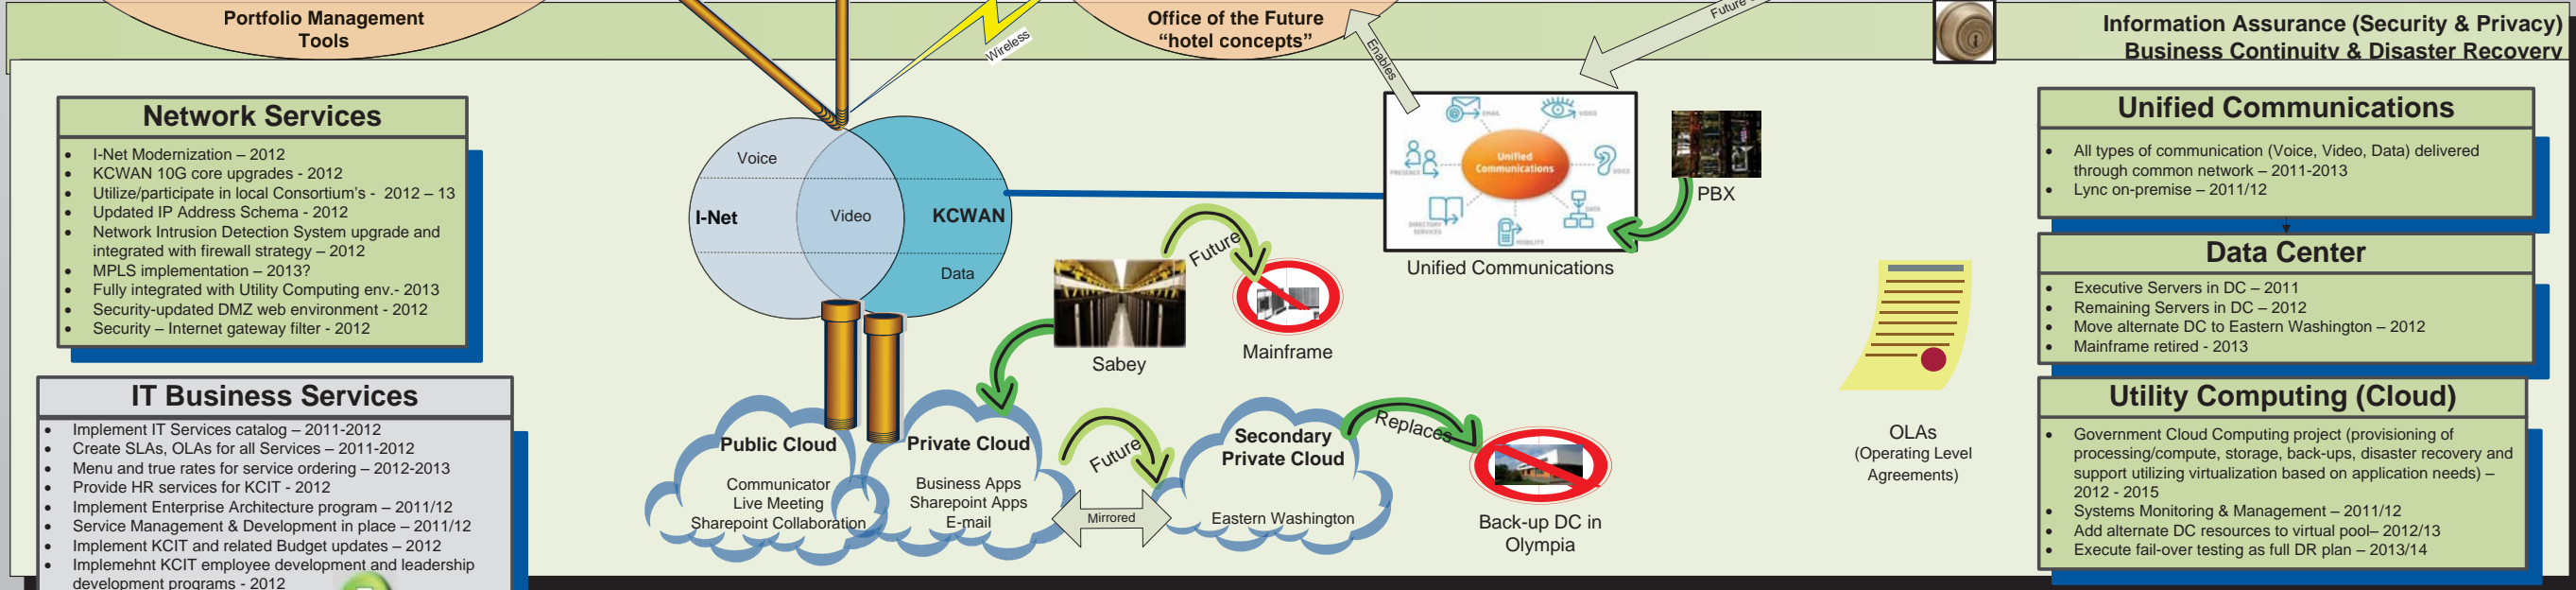 Portfolio Management
Tools
Office of the Future
“hotel concepts”
Wireless
Enables
Future
Information Assurance (Security & Privacy)
Business Continuity & Disaster Recovery
Network Services
• I-Net Modernization – 2012
• KCWAN 10G core upgrades - 2012
• Utilize/participate in local Consortium's - 2012 – 13
• Updated IP Address Schema - 2012
• Network Intrusion Detection System upgrade and
integrated with firewall strategy – 2012
• MPLS implementation – 2013?
• Fully integrated with Utility Computing env.- 2013
• Security-updated DMZ web environment - 2012
• Security – Internet gateway filter - 2012
IT Business Services
• Implement IT Services catalog – 2011-2012
• Create SLAs, OLAs for all Services – 2011-2012
• Menu and true rates for service ordering – 2012-2013
• Provide HR services for KCIT - 2012
• Implement Enterprise Architecture program – 2011/12
• Service Management & Development in place – 2011/12
• Implement KCIT and related Budget updates – 2012
• Implemehnt KCIT employee development and leadership
development programs - 2012
Voice
I-Net
Video
KCWAN
Data
EMAIL
VIDEO
PRESENCE
Unified
Communications
VOICE
DIRECTORY
SERVICES
DATA
MOBILITY
Unified Communications
PBX
Future
Sabey
Mainframe
Public Cloud
Communicator
Live Meeting
Sharepoint Collaboration
Private Cloud
Business Apps
Sharepoint Apps
E-mail
Future
Mirrored
Secondary
Private Cloud
Eastern Washington
Replaces
Back-up DC in
Olympia
OLAs
(Operating Level
Agreements)
Unified Communications
• All types of communication (Voice, Video, Data) delivered
through common network – 2011-2013
• Lync on-premise – 2011/12
Data Center
• Executive Servers in DC – 2011
• Remaining Servers in DC – 2012
• Move alternate DC to Eastern Washington – 2012
• Mainframe retired - 2013
Utility Computing (Cloud)
• Government Cloud Computing project (provisioning of
processing/compute, storage, back-ups, disaster recovery and
support utilizing virtualization based on application needs) –
2012 - 2015
• Systems Monitoring & Management – 2011/12
• Add alternate DC resources to virtual pool– 2012/13
• Execute fail-over testing as full DR plan – 2013/14